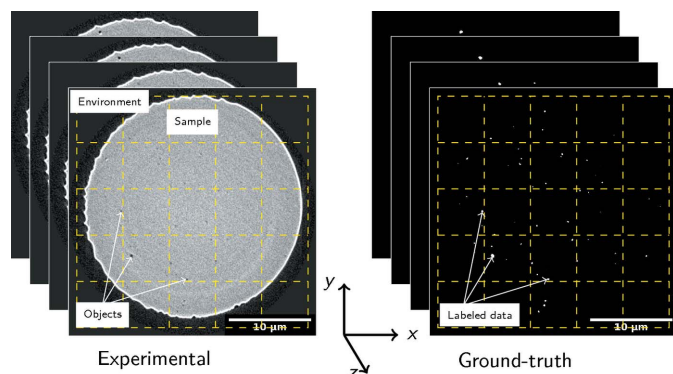 Environment
Sample
Objects
10 µm
Experimental
y
x
z
Labeled data
10 µm
Ground-truth